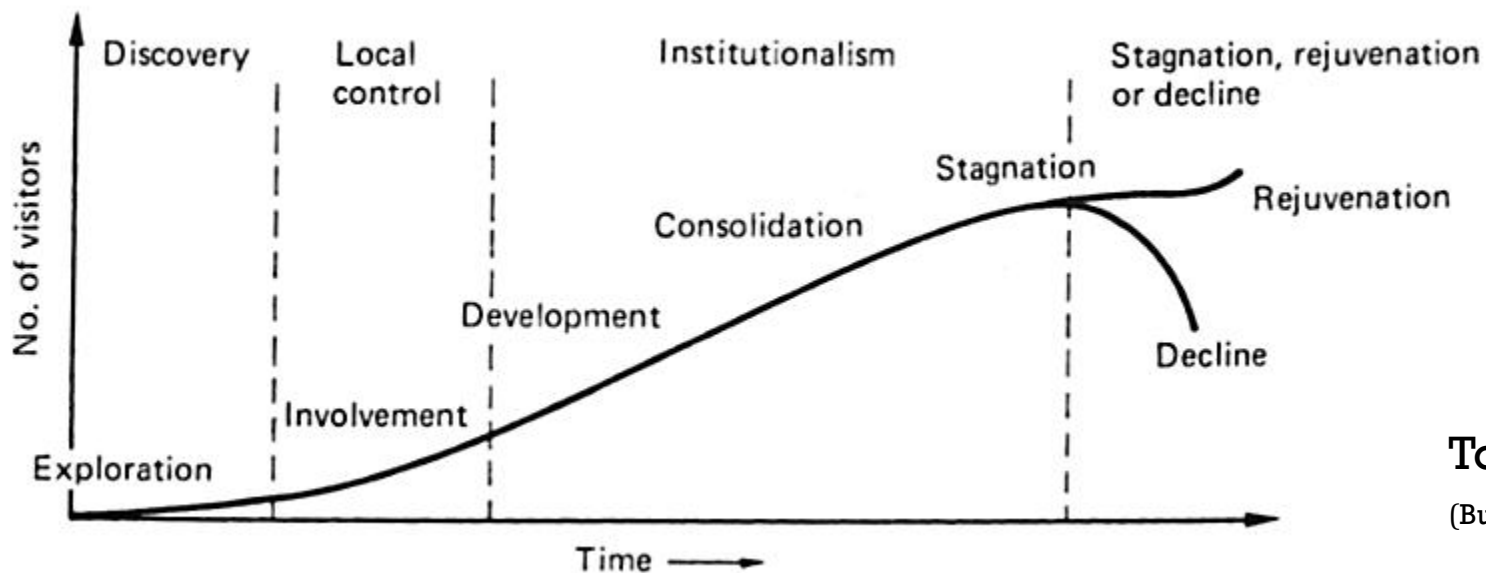 Discovery
Local
control
Institutionalism
Stagnation, rejuvenation
or decline
No. of visitors
Stagnation
Rejuvenation
Consolidation
Development
Decline
Involvement
Exploration
Time
(Bu